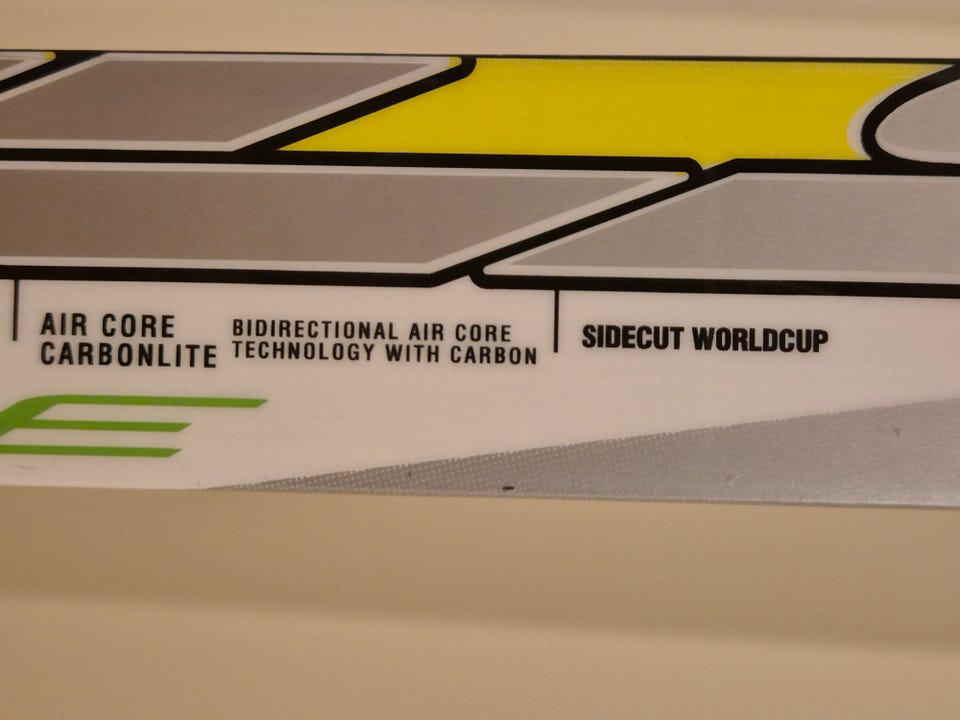 AIR CORE
CARBONLITE
BIDIRECTIONAL AIR CORE
TECHNOLOGY WITH CARBON
SIDECUT WORLDCUP
E